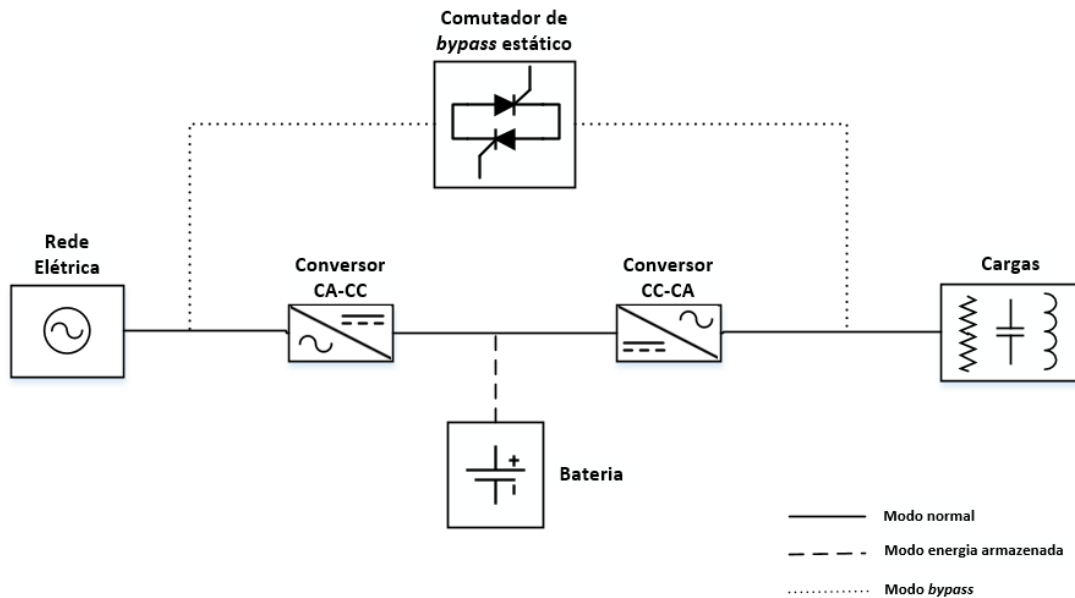 Comutador de
bypass estático
Rede
Elétrica
Conversor
CA-CC
Conversor
CC-CA
Cargas
+
Bateria
Modo normal
Modo energia armazenada
Modo bypass